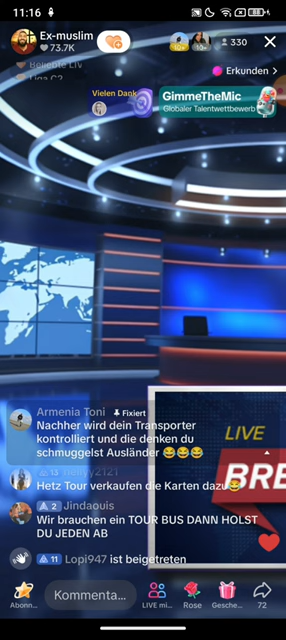 11:16
Ex-muslim
73.7K
10+
10+
330
Beliebte LIV
Liga C2
Erkunden >
Vielen Dank
GimmeTheMic
Globaler Talentwettbewerb
LIVE
BRE
Armenia Toni Fixiert
Nachher wird dein Transporter
kontrolliert und die denken du
schmuggelst Ausländer 😂😂😂
Hetz Tour verkaufen die Karten dazu😂
2 Jindaouis
Wir brauchen ein TOUR BUS DANN HOLST
DU JEDEN AB
11 Lopi947 ist beigetreten
Abonn...
Kommenta...
LIVE mi...
Rose
Gesche...
72